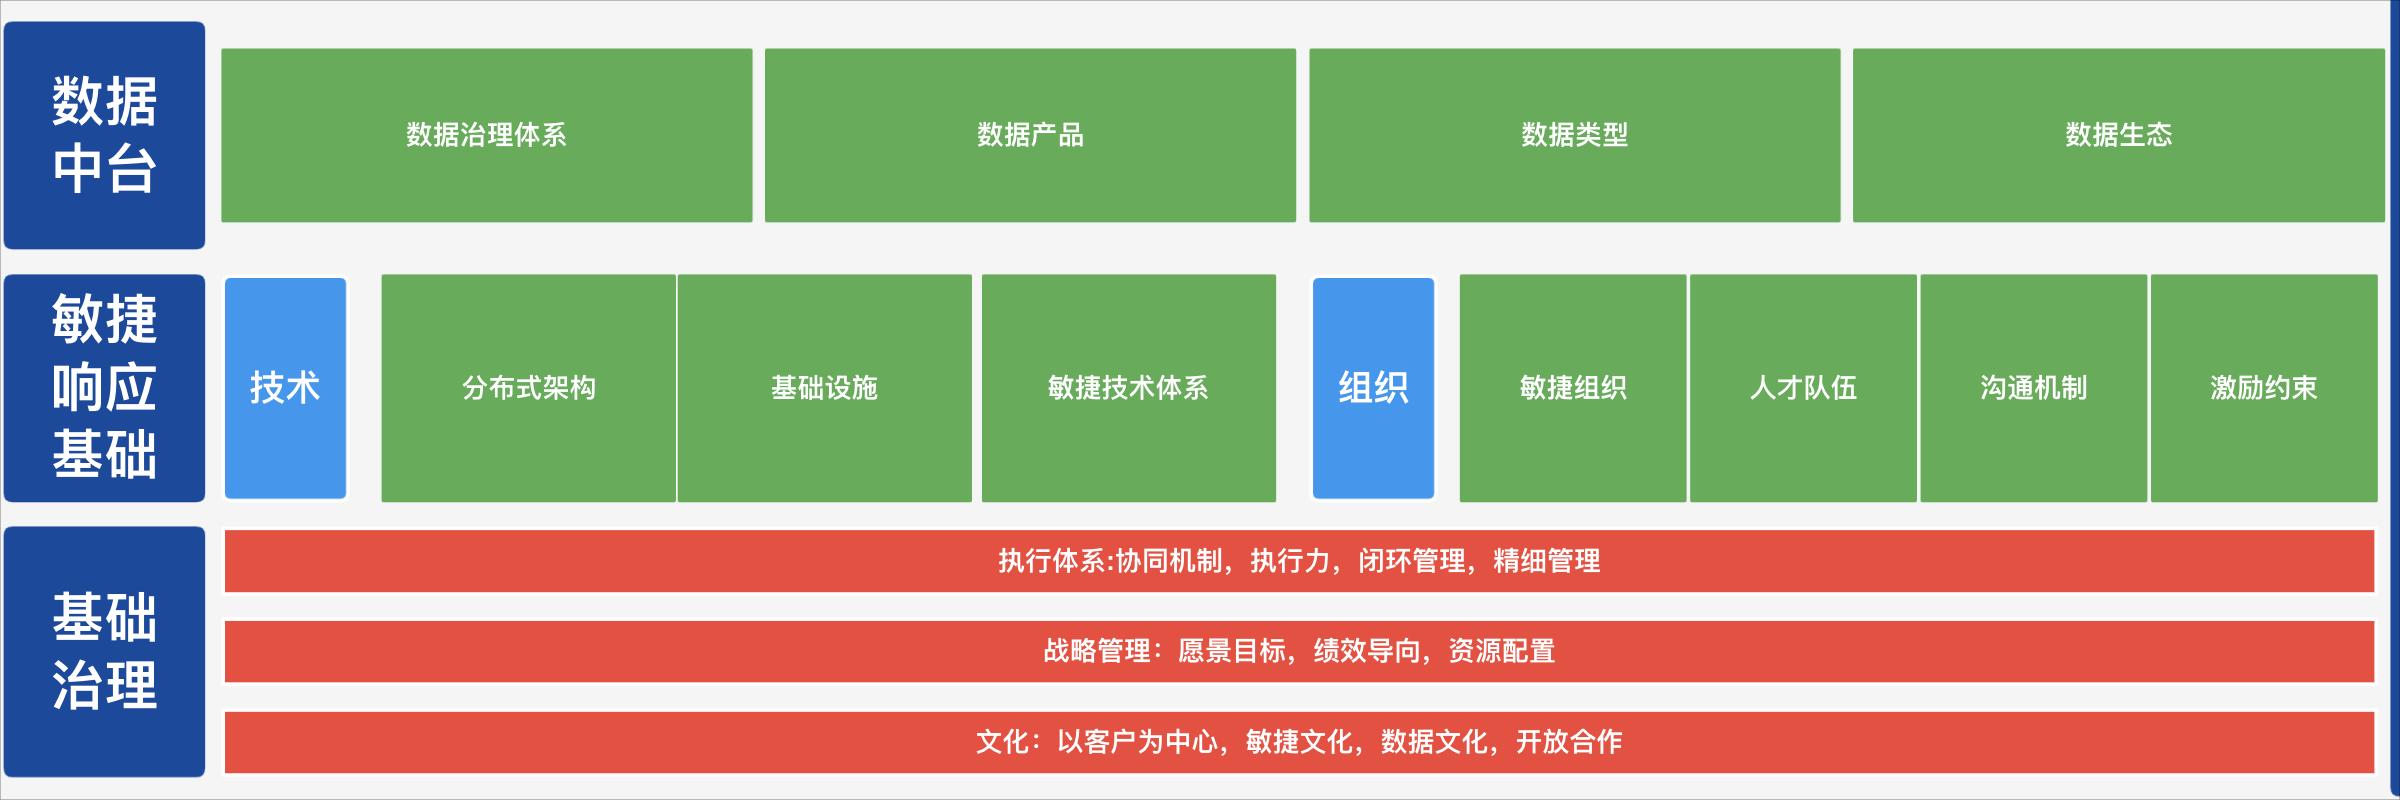 数据
中台
数据治理体系
数据产品
数据类型
数据生态
敏捷
响应
基础
技术
分布式架构
基础设施
敏捷技术体系
组织
敏捷组织
人才队伍
沟通机制
激励约束
基础
治理
执行体系:协同机制，执行力，闭环管理，精细管理
战略管理：愿景目标，绩效导向，资源配置
文化：以客户为中心，敏捷文化，数据文化，开放合作